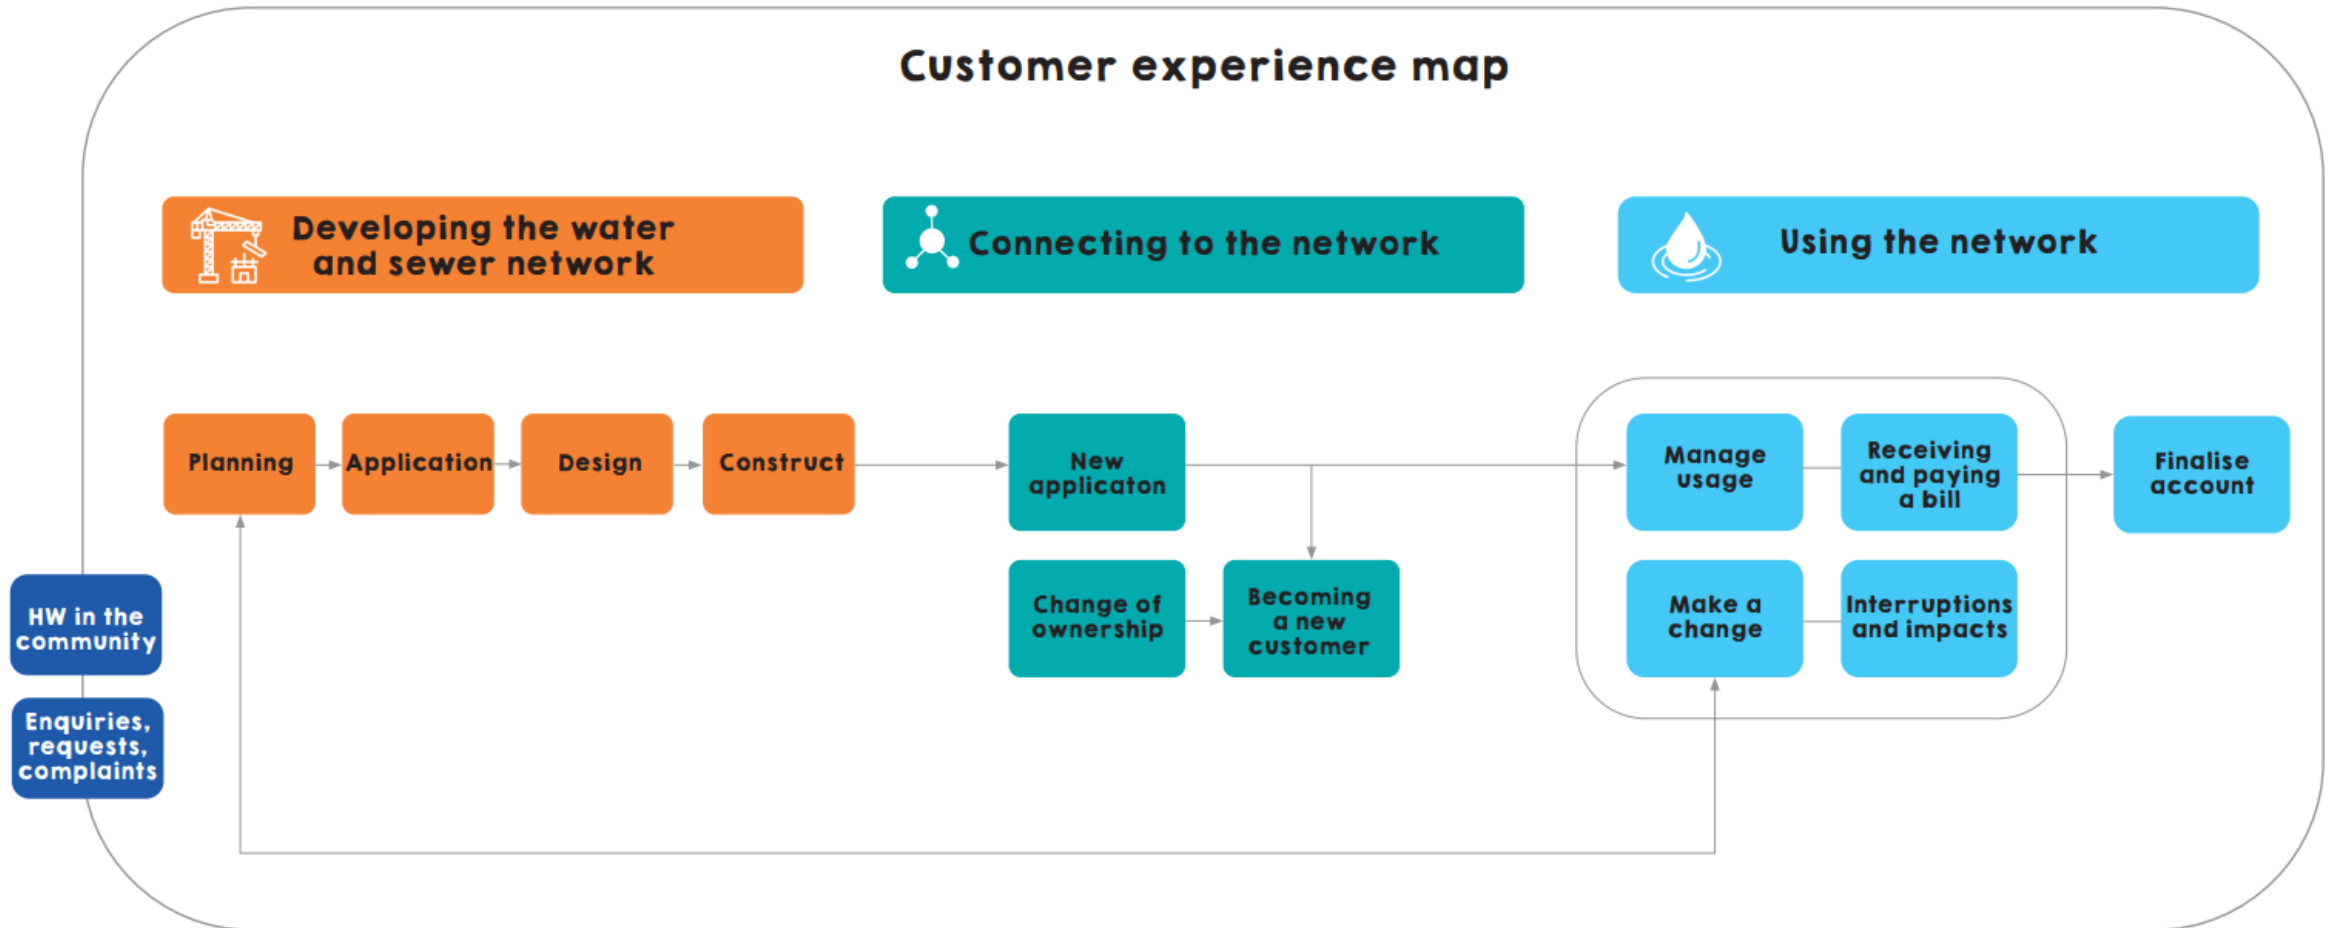 Customer experience map
Developing the water
and sewer network
Connecting to the network
Using the network
Planning
Application
Design
Construct
New
applicaton
Manage
usage
Receiving
and paying
a bill
Finalise
account
HW in the
community
Change of
ownership
Becoming
a new
customer
Make a
change
Interruptions
and impacts
Enquiries,
requests,
complaints